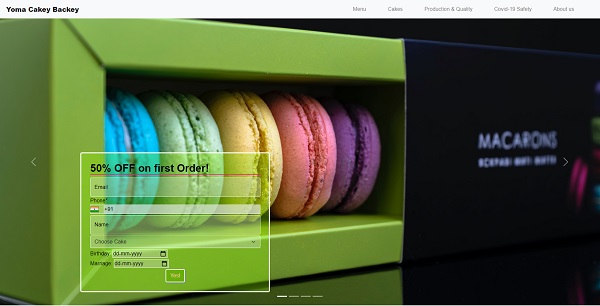 Yoma Cakey Backey
Menu Cakes Production & Quality Covid-19 Safety About us
MACARONS
50% OFF on first Order!
Email
Phone*
+91
Name
Choose Cake
Birthday: dd-mm-yyyy
Marriage: dd-mm-yyyy
Yes!